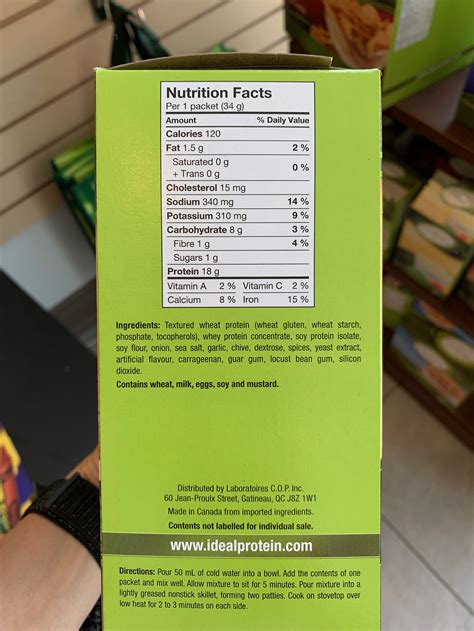 Nutrition Facts
Per 1 packet (34 g)
Amount % Daily Value
Calories 120
Fat 1.5 g 2 %
Saturated 0 g
+ Trans 0 g 0 %
Cholesterol 15 mg
Sodium 340 mg 14 %
Potassium 310 mg 9 %
Carbohydrate 8 g 3 %
Fibre 1 g 4 %
Sugars 1 g
Protein 18 g
Vitamin A 2 % Vitamin C 2 %
Calcium 8 % Iron 15 %
Ingredients: Textured wheat protein (wheat gluten, wheat starch,
phosphate, tocopherols), whey protein concentrate, soy protein isolate,
soy flour, onion, sea salt, garlic, chive, dextrose, spices, yeast extract,
artificial flavour, carrageenan, guar gum, locust bean gum, silicon
dioxide.
Contains wheat, milk, eggs, soy and mustard.
Distributed by Laboratoires C.O.P. Inc.
60 Jean-Proulx Street, Gatineau, QC J8Z 1W1
Made in Canada from imported ingredients.
Contents not labelled for individual sale.
www.idealprotein.com
Directions: Pour 50 mL of cold water into a bowl. Add the contents of one
packet and mix well. Allow mixture to sit for 5 minutes. Pour mixture into a
lightly greased nonstick skillet, forming two patties. Cook on stovetop over
low heat for 2 to 3 minutes on each side.